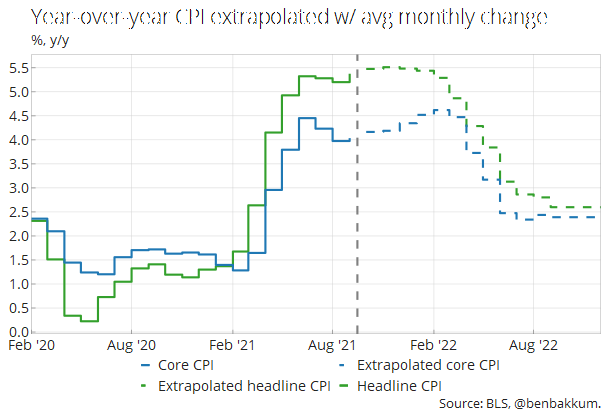 Year-over-year CPI extrapolated w/ avg monthly change
%, y/y
5.5
5.0
4.5
4.0
3.5
3.0
2.5
2.0
1.5
1.0
0.5
0.0
Feb '20 Aug '20 Feb '21 Aug '21 Feb '22 Aug '22
Core CPI Extrapolated core CPI
Extrapolated headline CPI Headline CPI
Source: BLS, @benbakkum.